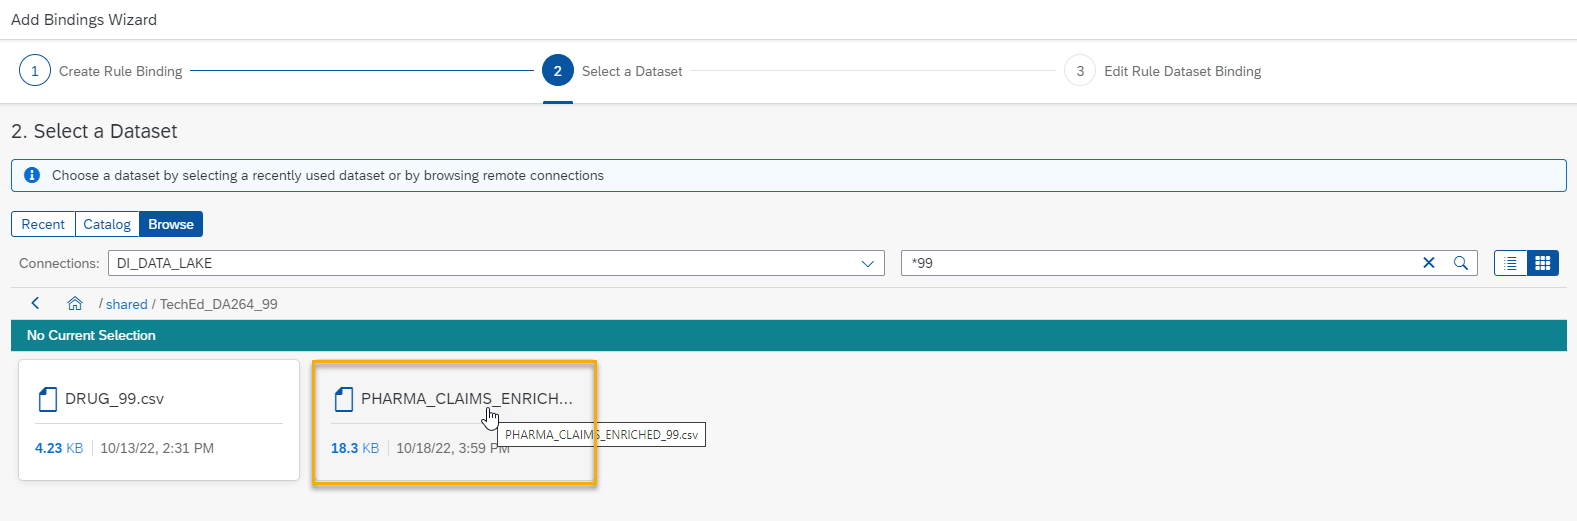 Add Bindings Wizard
1 Create Rule Binding 2 Select a Dataset 3 Edit Rule Dataset Binding
2. Select a Dataset
Choose a dataset by selecting a recently used dataset or by browsing remote connections
Recent Catalog Browse
Connections: DI_DATA_LAKE *99
/ shared / TechEd_DA264_99
No Current Selection
DRUG_99.csv PHARMA_CLAIMS_ENRICH...
PHARMA_CLAIMS_ENRICHED_99.csv
4.23 KB 10/13/22, 2:31 PM 18.3 KB 10/18/22, 3:59 PM